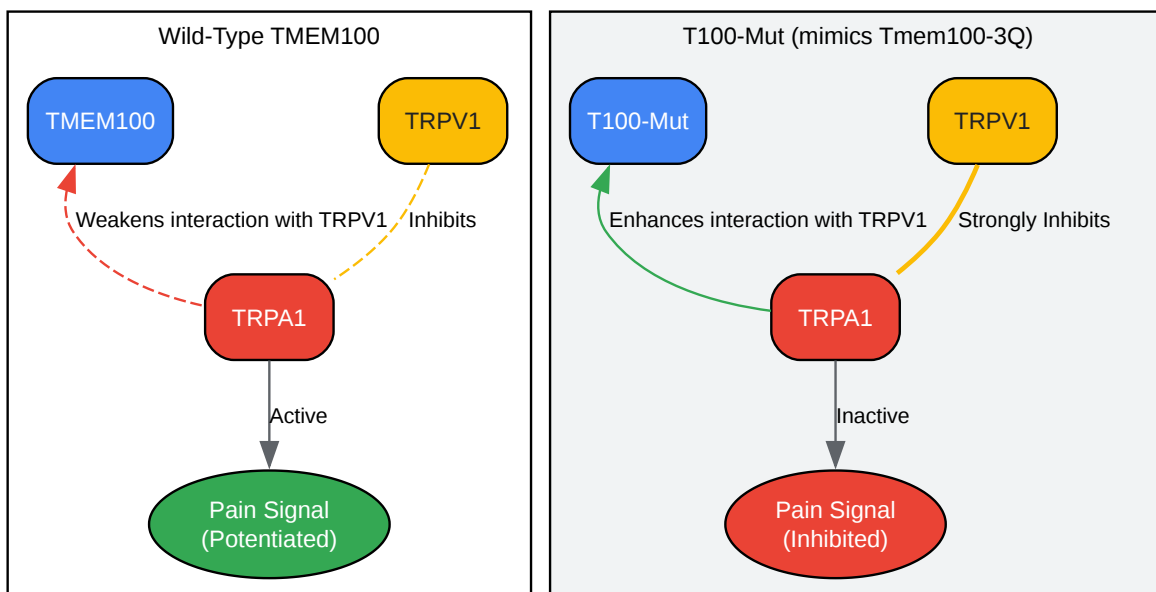 Wild-Type TMEM100
TMEM100
TRPV1
Weakens interaction with TRPV1
Inhibits
TRPA1
Active
Pain Signal
(Potentiated)
T100-Mut (mimics Tmem100-3Q)
T100-Mut
TRPV1
Enhances interaction with TRPV1
Strongly Inhibits
TRPA1
Inactive
Pain Signal
(Inhibited)